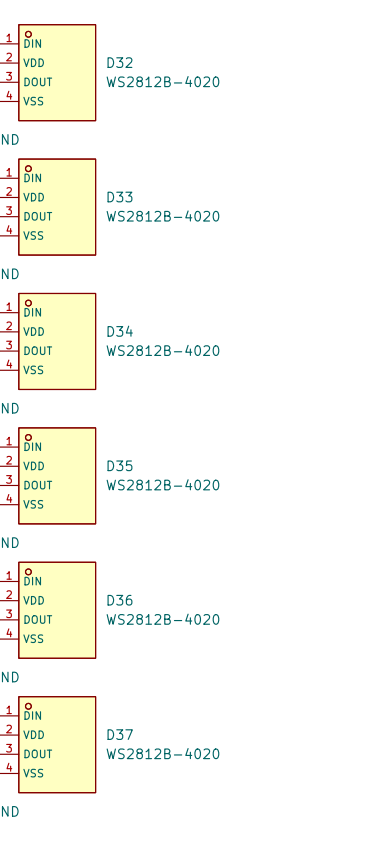 1 DIN
2 VDD D32
3 DOUT WS2812B-4020
4 VSS
ND
1 DIN
2 VDD D33
3 DOUT WS2812B-4020
4 VSS
ND
1 DIN
2 VDD D34
3 DOUT WS2812B-4020
4 VSS
ND
1 DIN
2 VDD D35
3 DOUT WS2812B-4020
4 VSS
ND
1 DIN
2 VDD D36
3 DOUT WS2812B-4020
4 VSS
ND
1 DIN
2 VDD D37
3 DOUT WS2812B-4020
4 VSS
ND